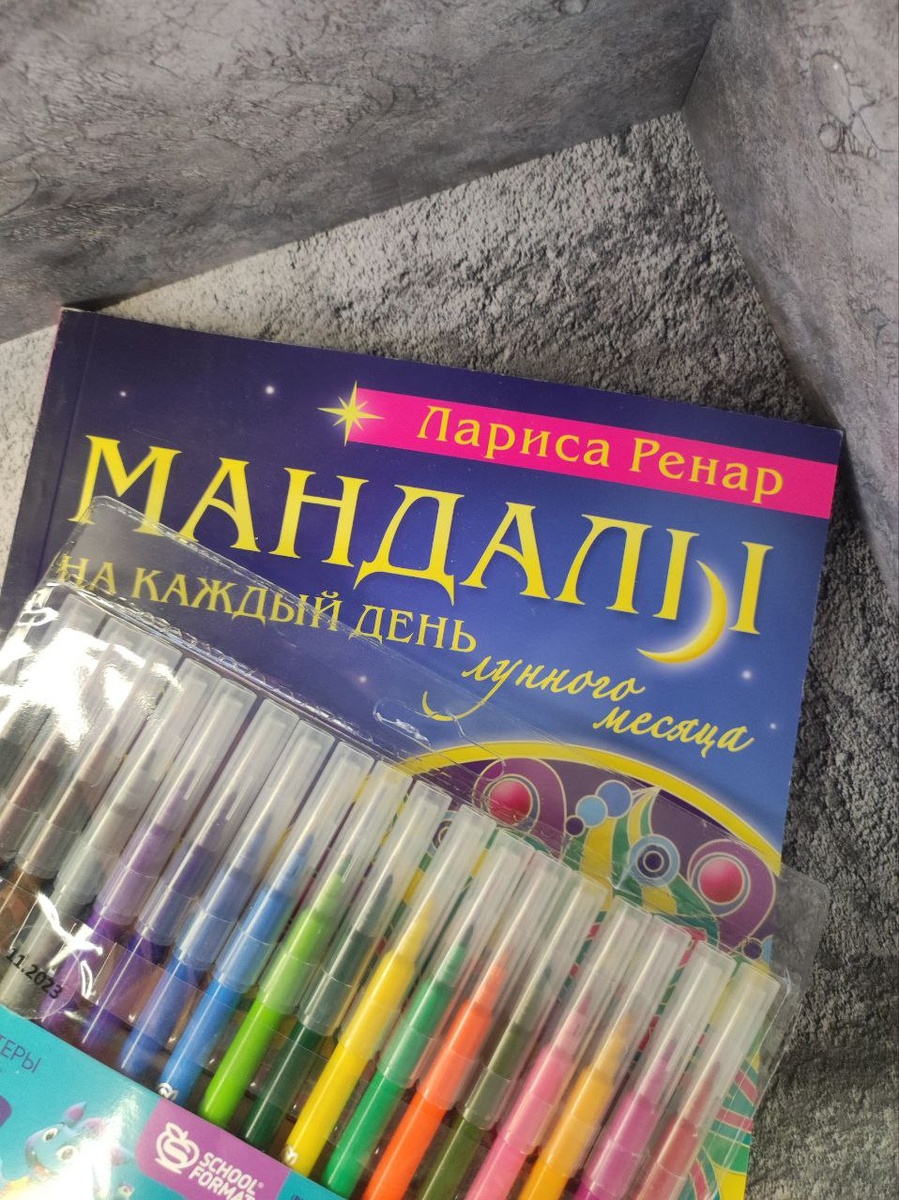 Лариса Ренар
МАНДАЛЫ
НА КАЖДЫЙ ДЕНЬ
лунного
месяца
11.2023
SCHOOL
FORMAT